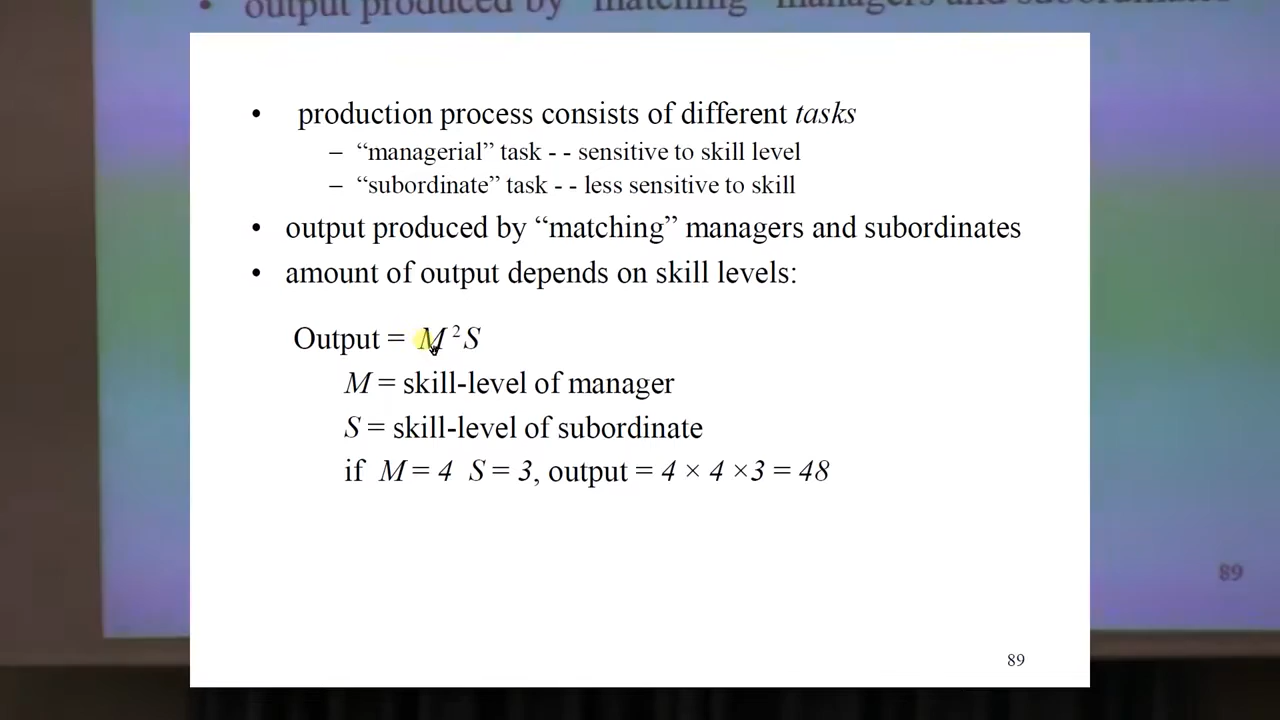 • output produced by "matching" managers and subordinates
• production process consists of different tasks
– “managerial” task - - sensitive to skill level
– “subordinate” task - - less sensitive to skill
• output produced by “matching” managers and subordinates
• amount of output depends on skill levels:
Output = M²S
M = skill-level of manager
S = skill-level of subordinate
if M = 4 S = 3, output = 4 × 4 ×3 = 48
89
89